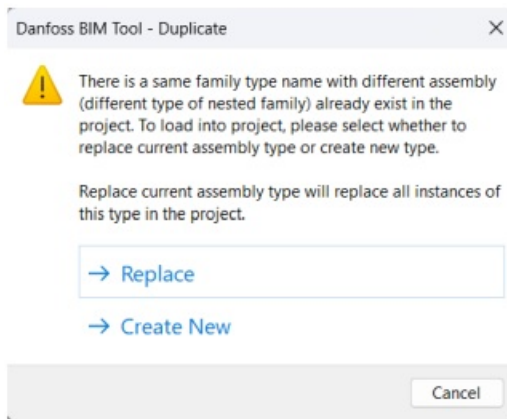 Danfoss BIM Tool - Duplicate
There is a same family type name with different assembly
(different type of nested family) already exist in the
project. To load into project, please select whether to
replace current assembly type or create new type.
Replace current assembly type will replace all instances of
this type in the project.
→ Replace
→ Create New
Cancel